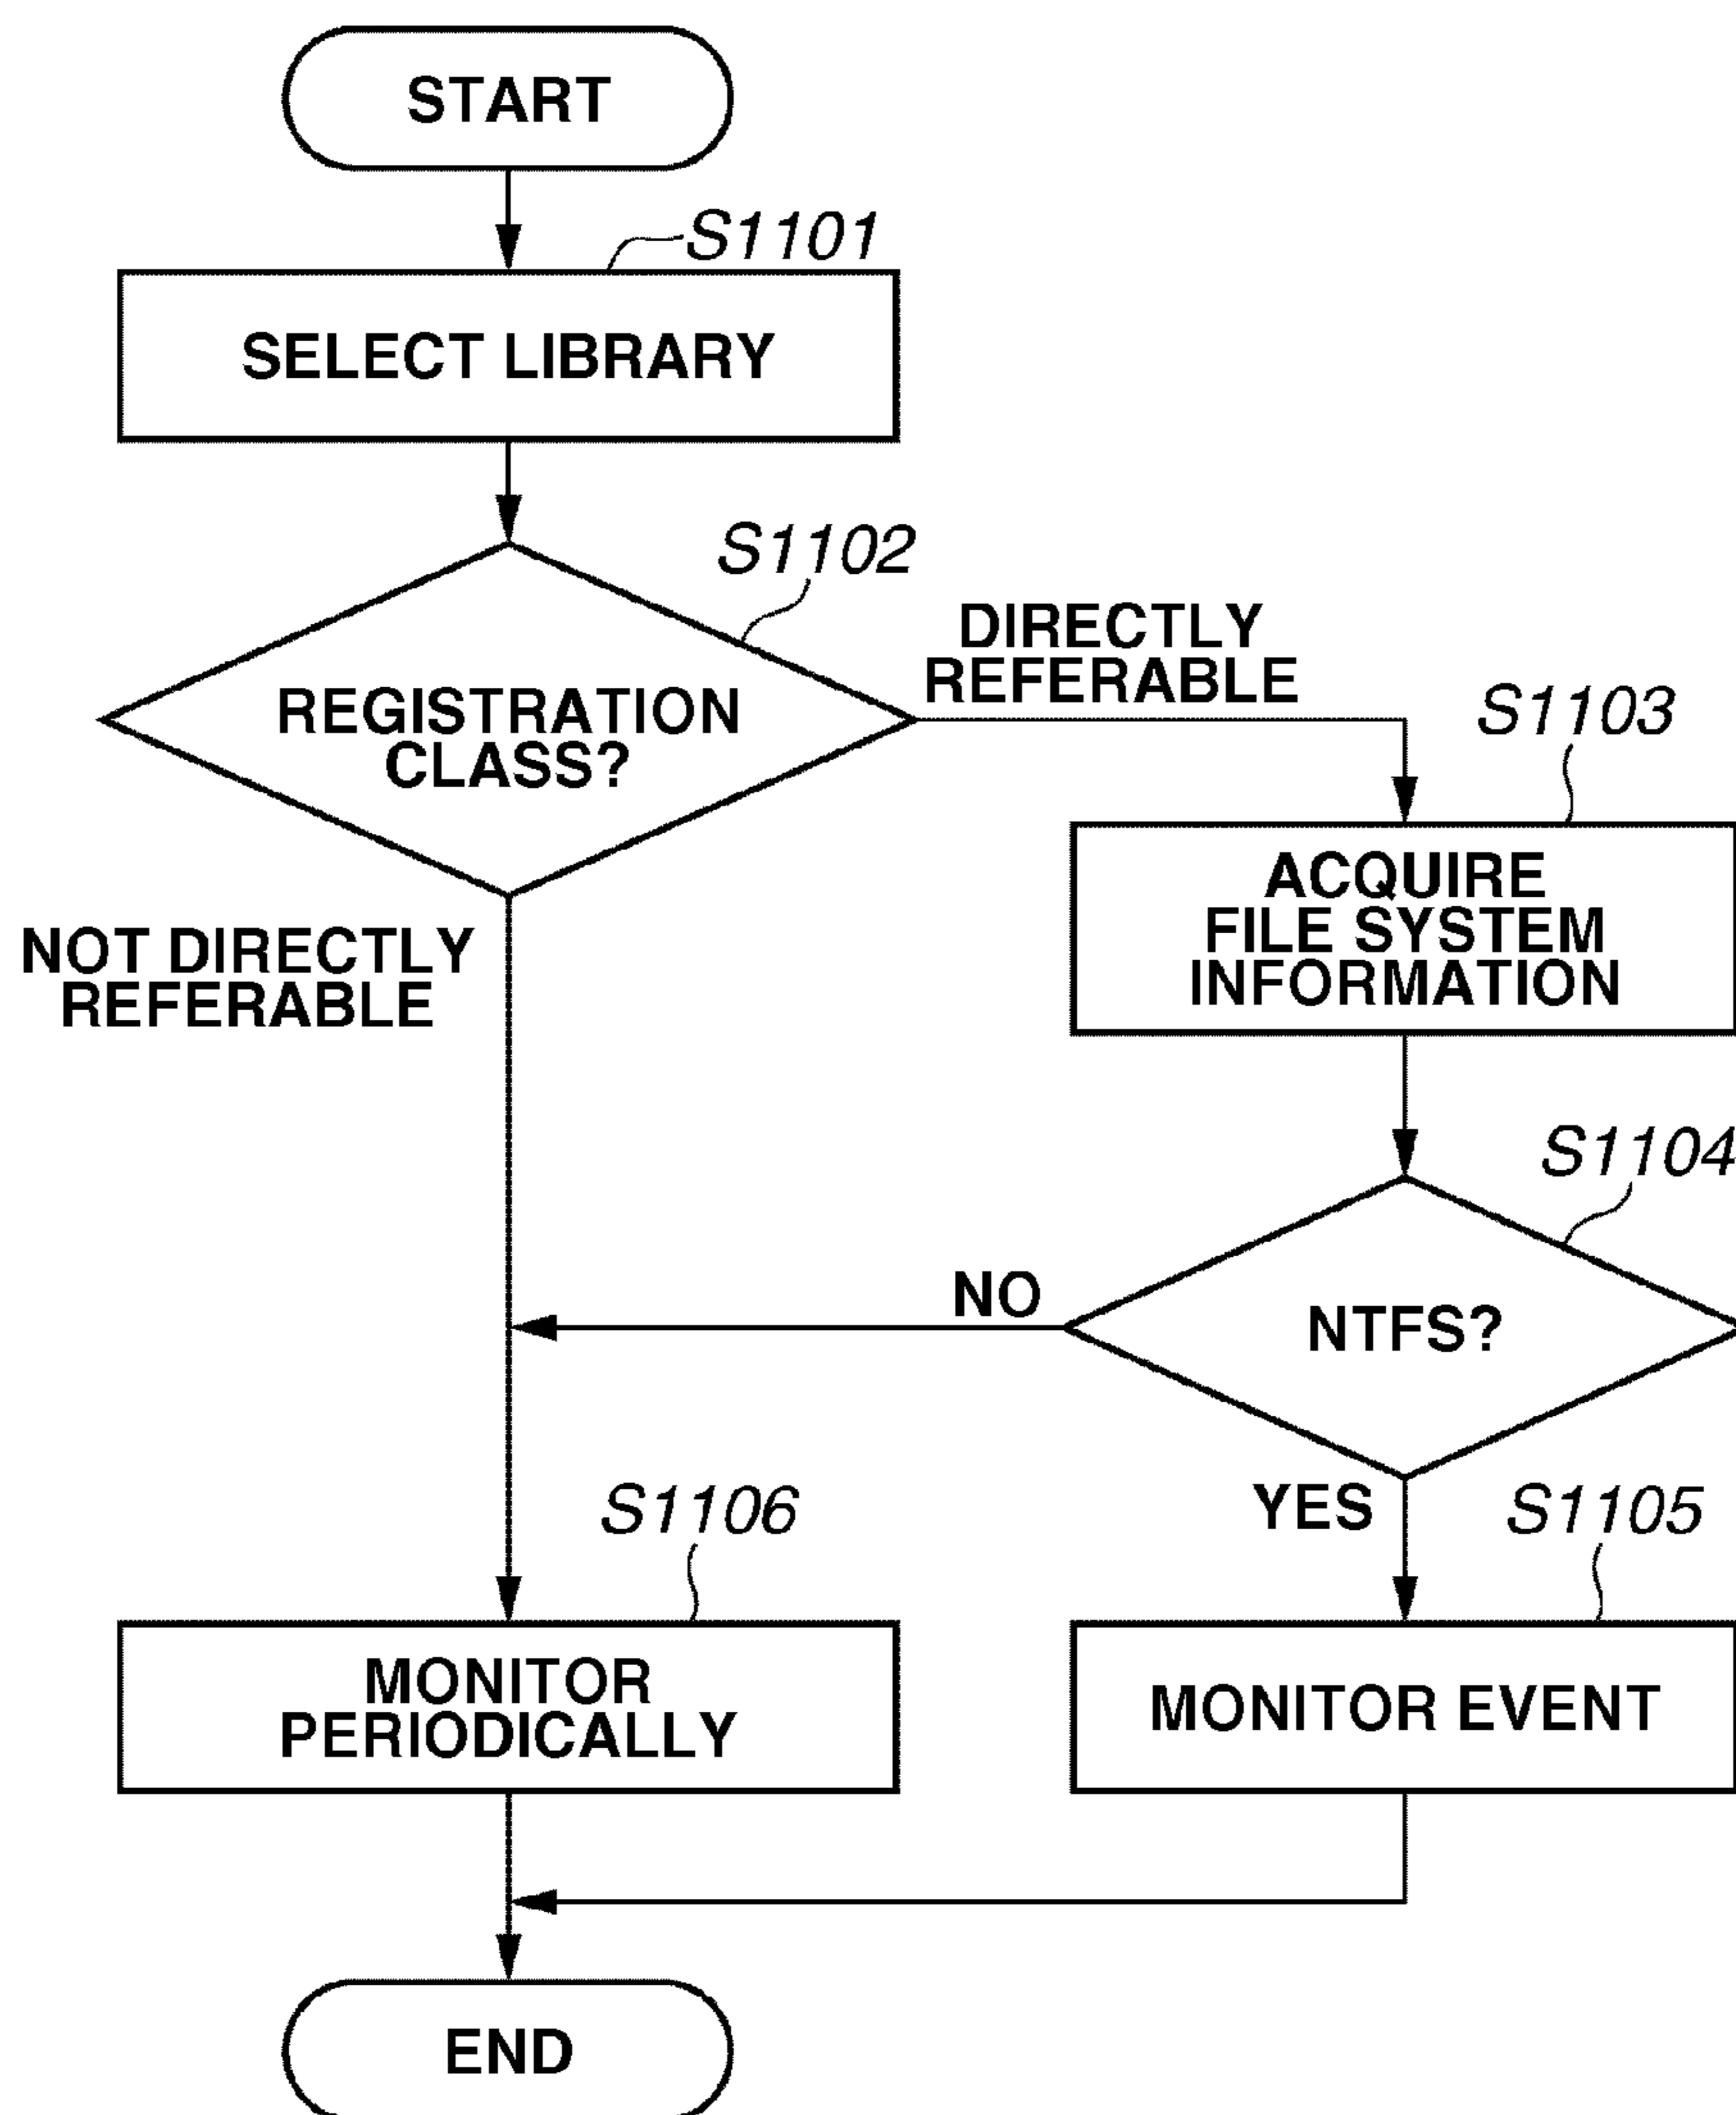 START
S1101
SELECT LIBRARY
S1102
DIRECTLY
REFERABLE
REGISTRATION
CLASS?
S1103
ACQUIRE
FILE SYSTEM
INFORMATION
NOT DIRECTLY
REFERABLE
S1104
NO
NTFS?
YES
S1106
S1105
MONITOR
PERIODICALLY
MONITOR EVENT
END